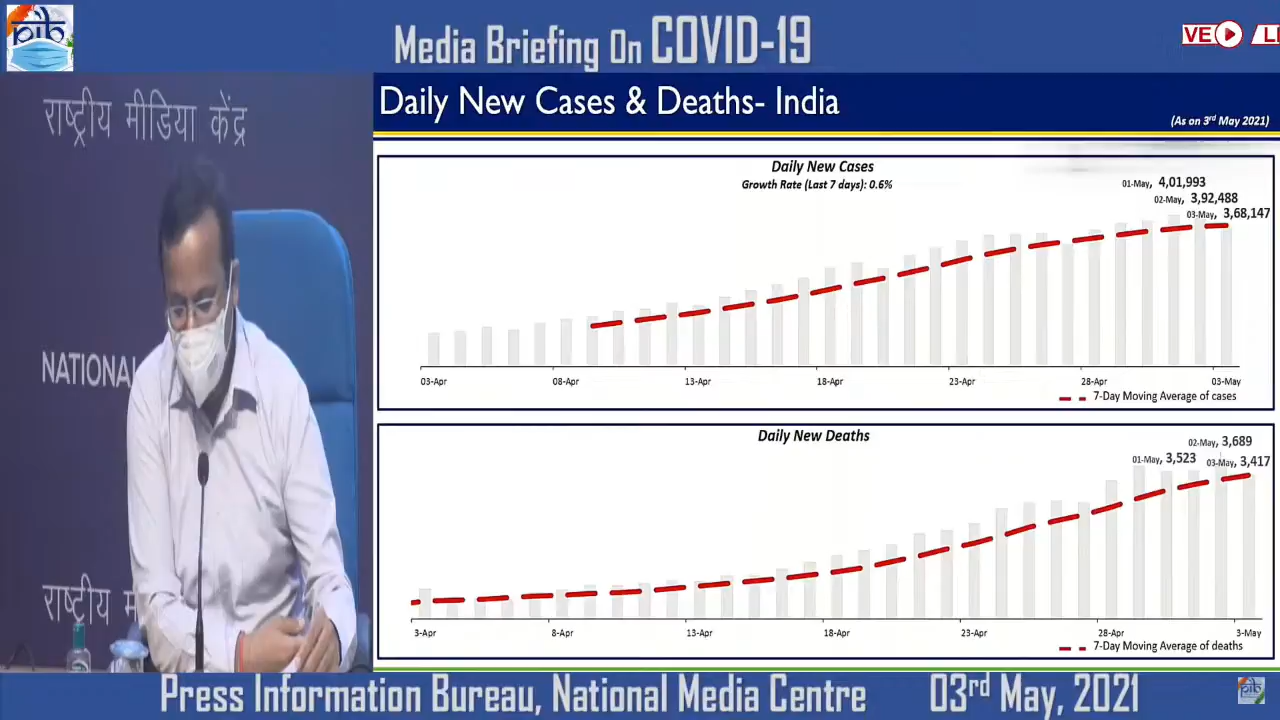 पीआईबी
Media Briefing On COVID-19
VE
LI
राष्ट्रीय मीडिया केंद्र
NATIONAL
राष्ट्रीय म
Daily New Cases & Deaths- India
(As on 3rd May 2021)
Daily New Cases
Growth Rate (Last 7 days): 0.6%
01-May, 4,01,993
02-May, 3,92,488
03-May, 3,68,147
03-Apr 08-Apr 13-Apr 18-Apr 23-Apr 28-Apr 03-May
7-Day Moving Average of cases
Daily New Deaths
02-May, 3,689
01-May, 3,523 03-May, 3,417
3-Apr 8-Apr 13-Apr 18-Apr 23-Apr 28-Apr 3-May
7-Day Moving Average of deaths
Press Information Bureau, National Media Centre 03rd May, 2021